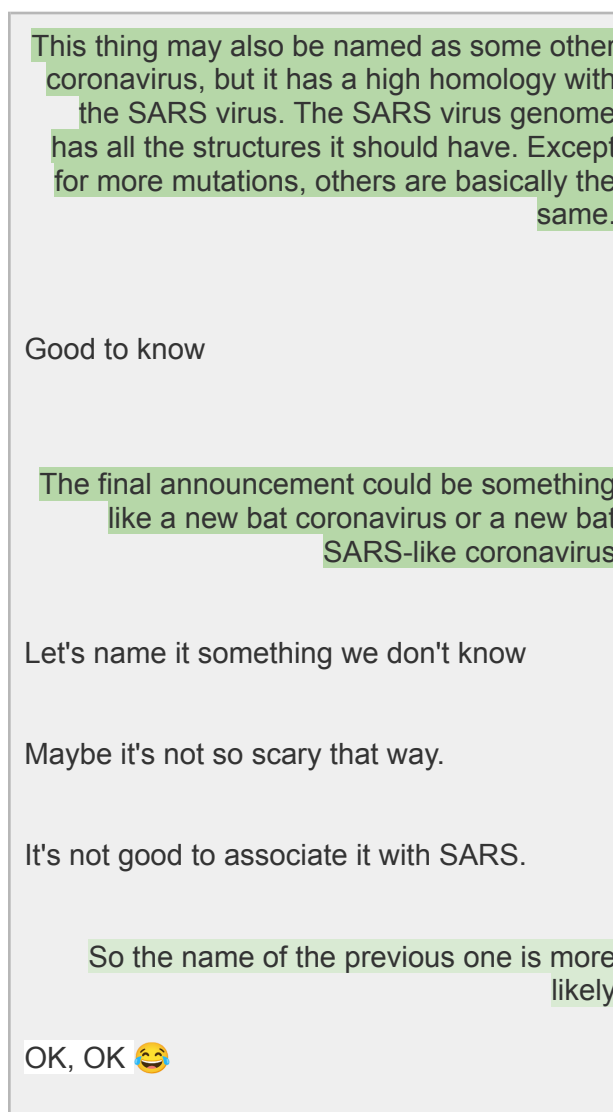 This thing may also be named as some other
coronavirus, but it has a high homology with
the SARS virus. The SARS virus genome
has all the structures it should have. Except
for more mutations, others are basically the
same.
Good to know
The final announcement could be something
like a new bat coronavirus or a new bat
SARS-like coronavirus
Let's name it something we don't know
Maybe it's not so scary that way.
It's not good to associate it with SARS.
So the name of the previous one is more
likely
OK, OK 😂